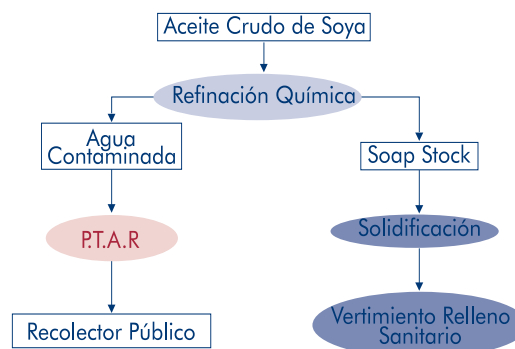 Aceite Crudo de Soya
Refinación Química
Agua
Contaminada
Soap Stock
P.T.A.R
Solidificación
Recolector Público
Vertimiento Relleno
Sanitario